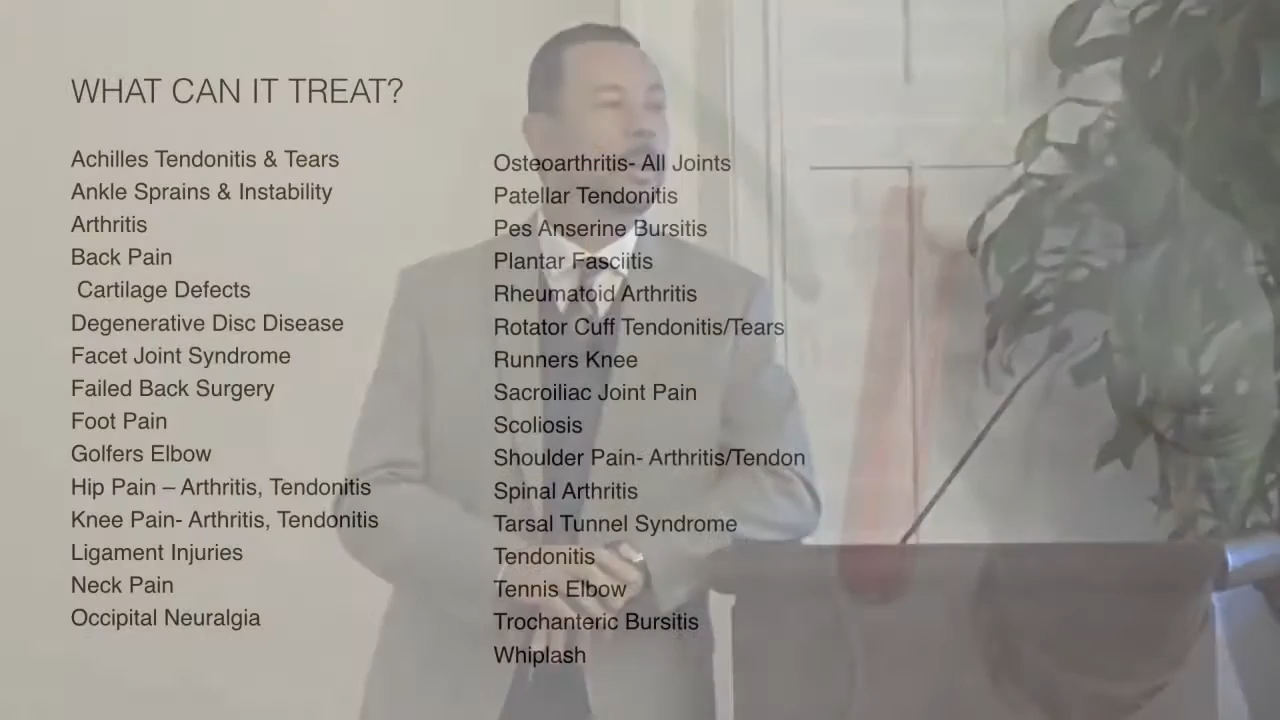 WHAT CAN IT TREAT?
Achilles Tendonitis & Tears
Ankle Sprains & Instability
Arthritis
Back Pain
Cartilage Defects
Degenerative Disc Disease
Facet Joint Syndrome
Failed Back Surgery
Foot Pain
Golfers Elbow
Hip Pain – Arthritis, Tendonitis
Knee Pain- Arthritis, Tendonitis
Ligament Injuries
Neck Pain
Occipital Neuralgia
Osteoarthritis- All Joints
Patellar Tendonitis
Pes Anserine Bursitis
Plantar Fasciitis
Rheumatoid Arthritis
Rotator Cuff Tendonitis/Tears
Runners Knee
Sacroiliac Joint Pain
Scoliosis
Shoulder Pain- Arthritis/Tendon
Spinal Arthritis
Tarsal Tunnel Syndrome
Tendonitis
Tennis Elbow
Trochanteric Bursitis
Whiplash